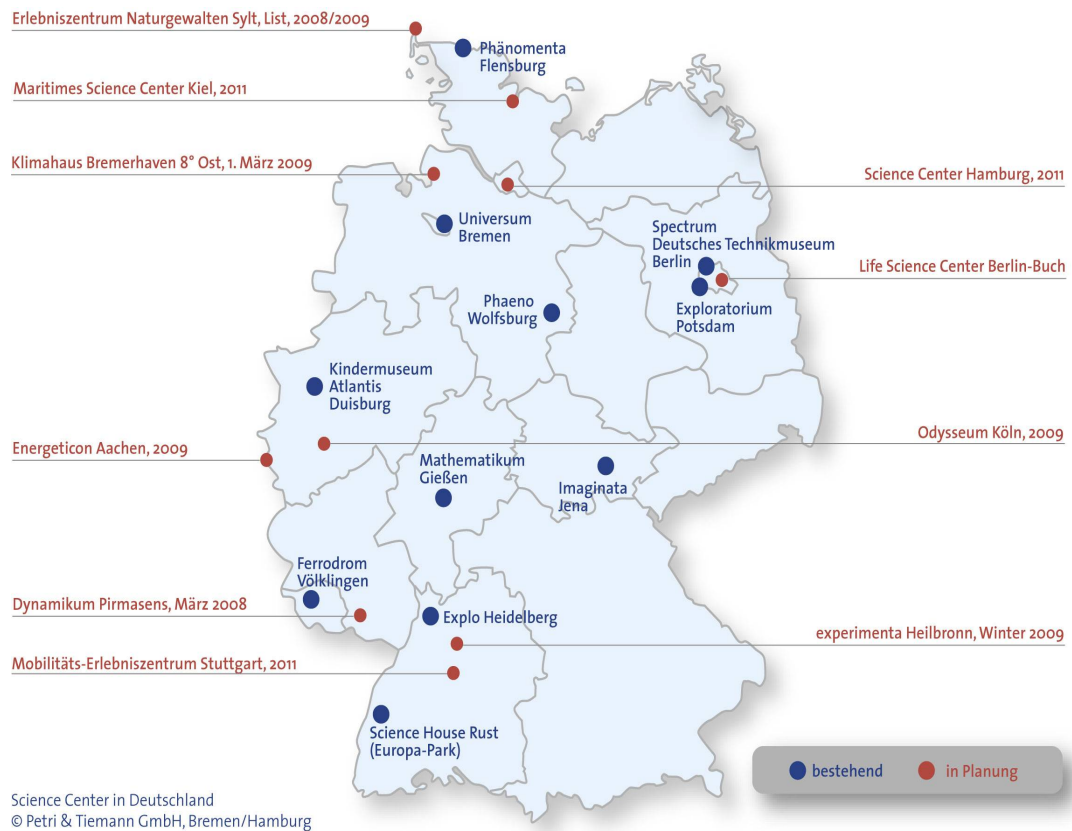 Erlebniszentrum Naturgewalten Sylt, List, 2008/2009
Phänomenta
Flensburg
Maritimes Science Center Kiel, 2011
Klimahaus Bremerhaven 8° Ost, 1. März 2009
Science Center Hamburg, 2011
Universum
Bremen
Spectrum
Deutsches Technikmuseum
Berlin
Life Science Center Berlin-Buch
Exploratorium
Potsdam
Phaeno
Wolfsburg
Kindermuseum
Atlantis
Duisburg
Odysseum Köln, 2009
Energeticon Aachen, 2009
Mathematikum
Gießen
Imaginata
Jena
Ferrodrom
Völklingen
Dynamikum Pirmasens, März 2008
Explo Heidelberg
experimenta Heilbronn, Winter 2009
Mobilitäts-Erlebniszentrum Stuttgart, 2011
Science House Rust
(Europa-Park)
bestehend
in Planung
Science Center in Deutschland
© Petri & Tiemann GmbH, Bremen/Hamburg